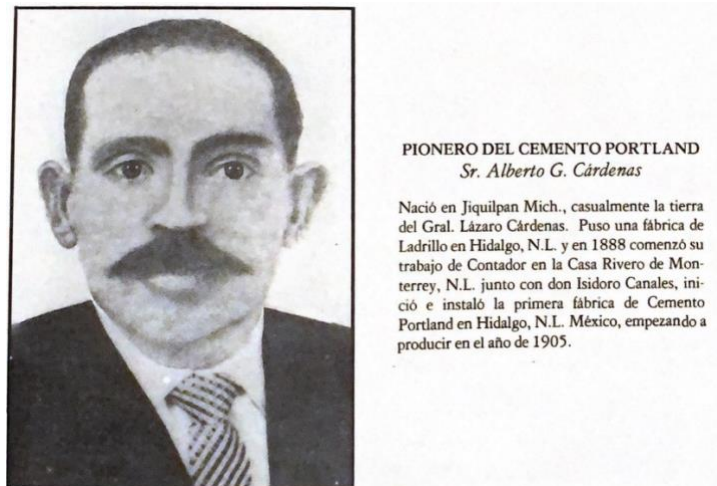 PIONERO DEL CEMENTO PORTLAND
Sr. Alberto G. Cárdenas
Nació en Jiquilpan Mich., casualmente la tierra
del Gral. Lázaro Cárdenas. Puso una fábrica de
Ladrillo en Hidalgo, N.L. y en 1888 comenzó su
trabajo de Contador en la Casa Rivero de Mon-
terrey, N.L. junto con don Isidoro Canales, ini-
ció e instaló la primera fábrica de Cemento
Portland en Hidalgo, N.L. México, empezando a
producir en el año de 1905.